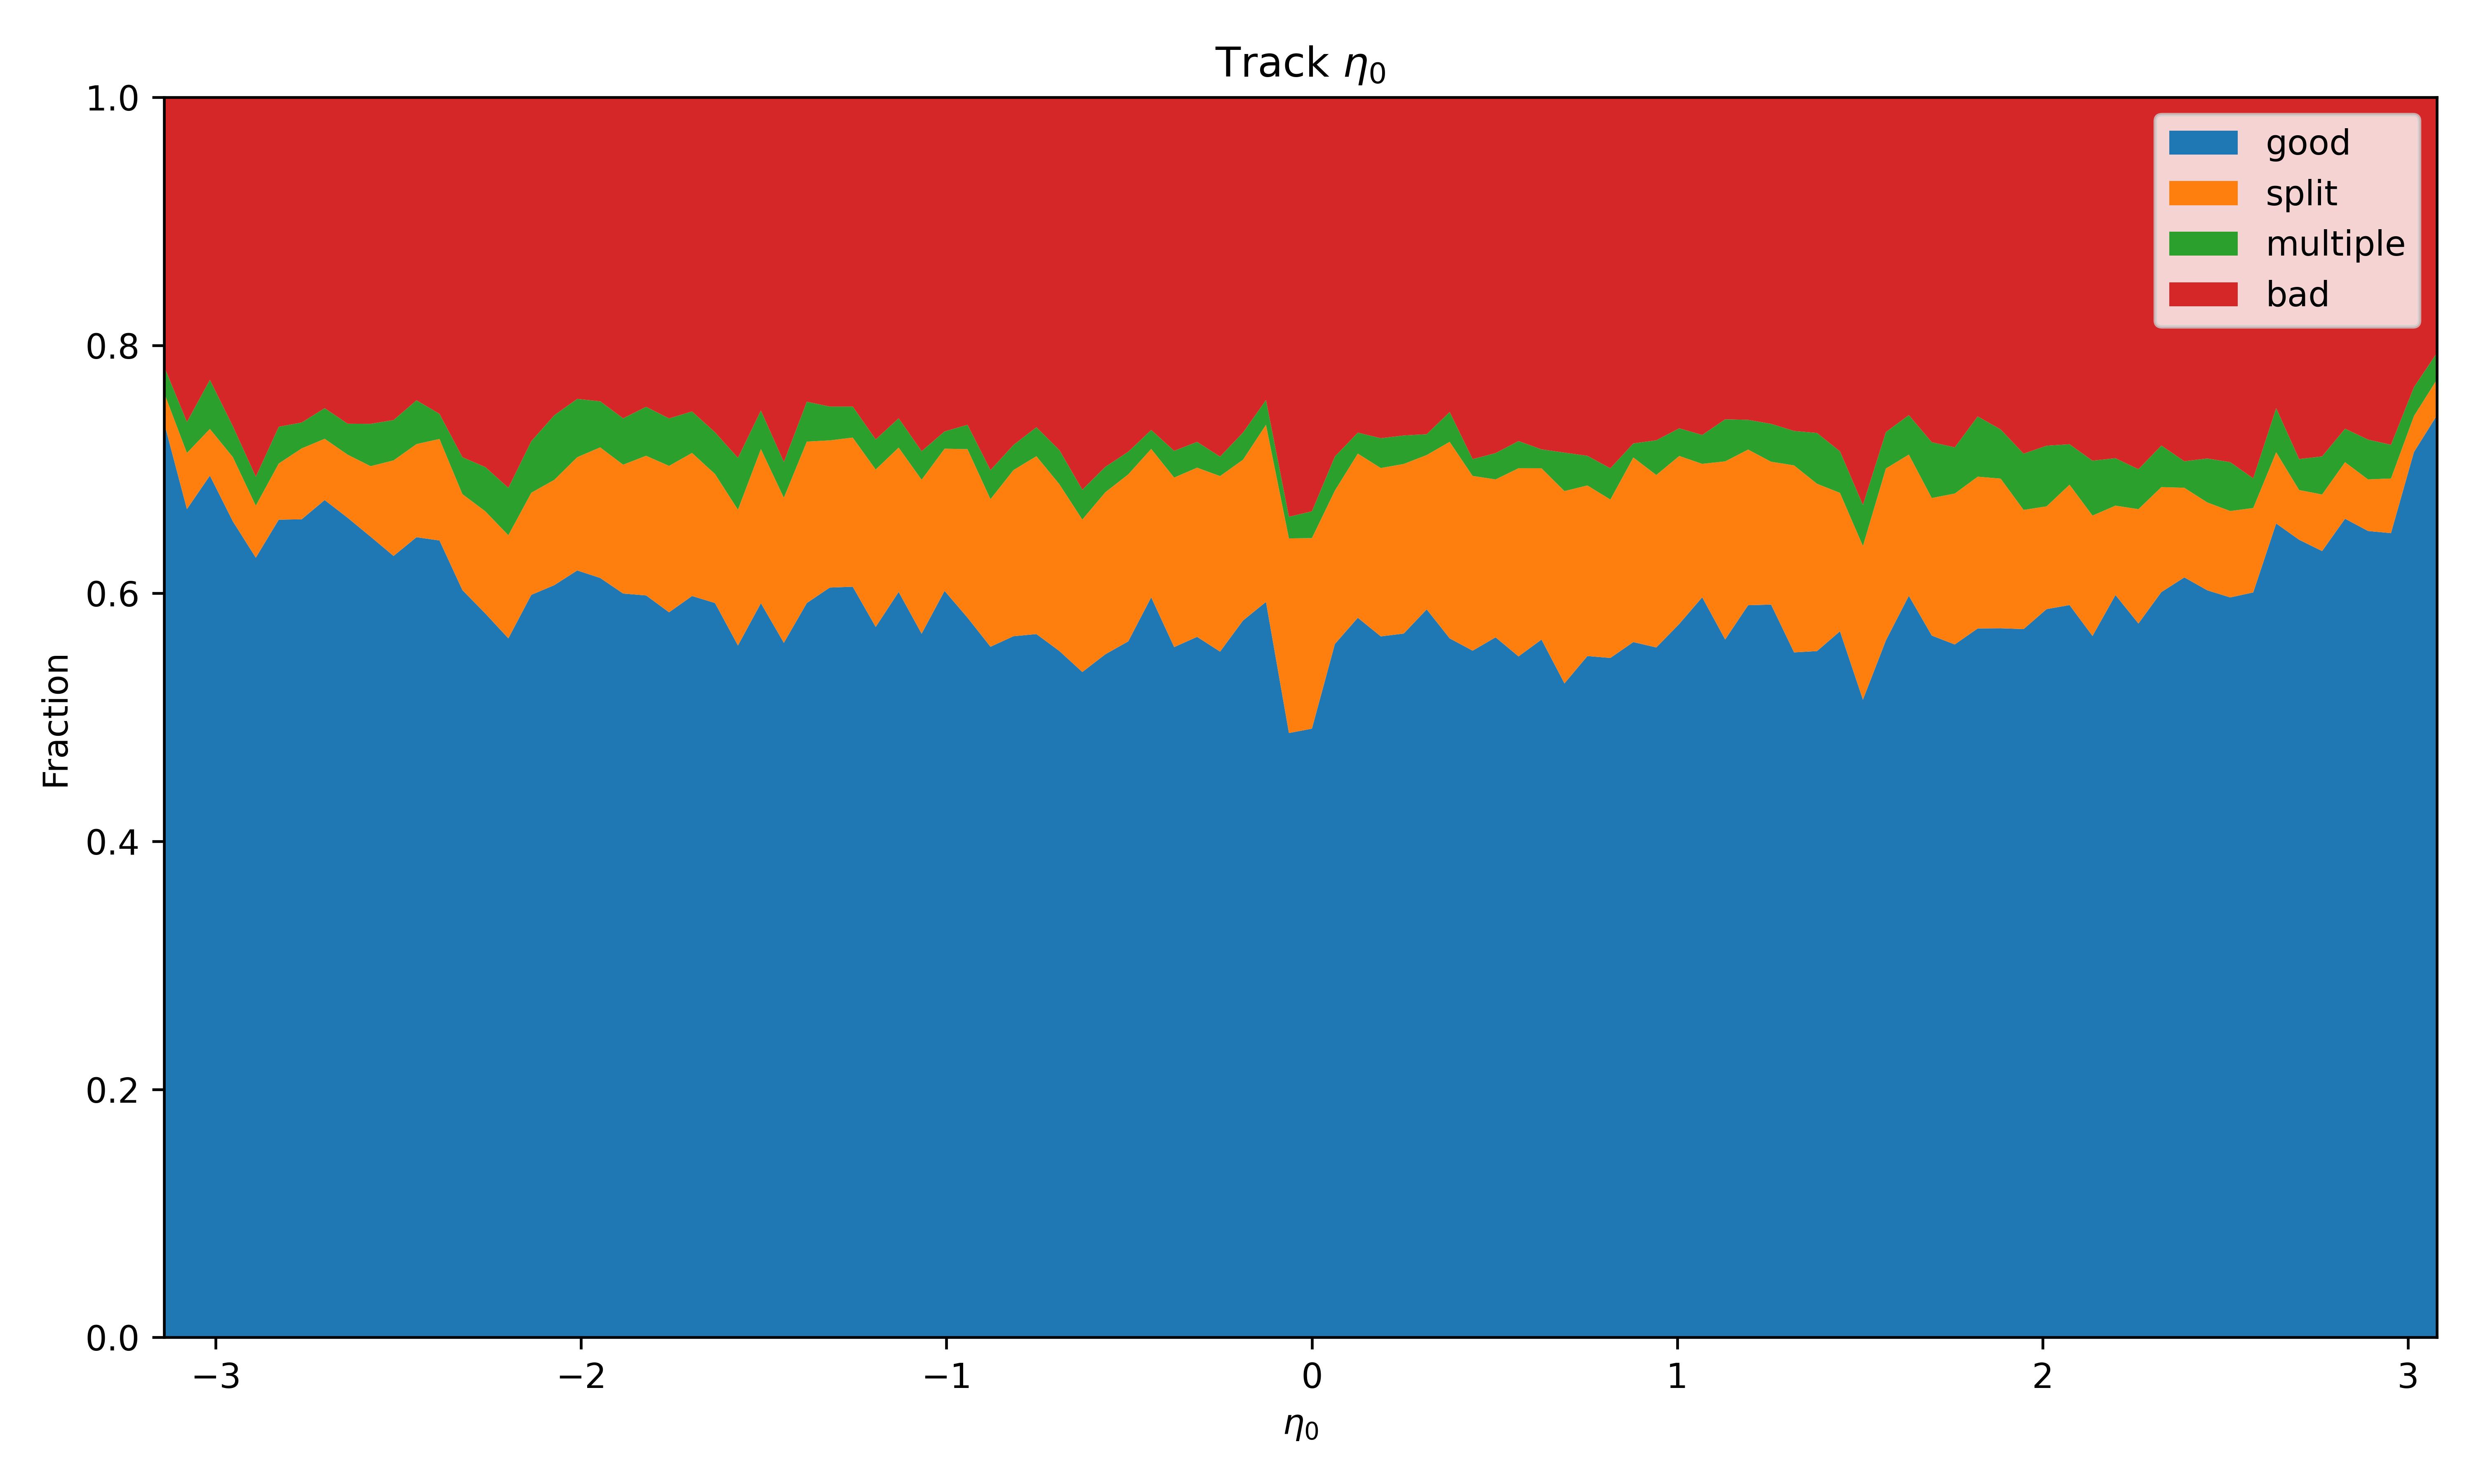 Track η₀
1.0
0.8
0.6
0.4
0.2
0.0
Fraction
good
split
multiple
bad
−3 −2 −1 0 1 2 3
η₀